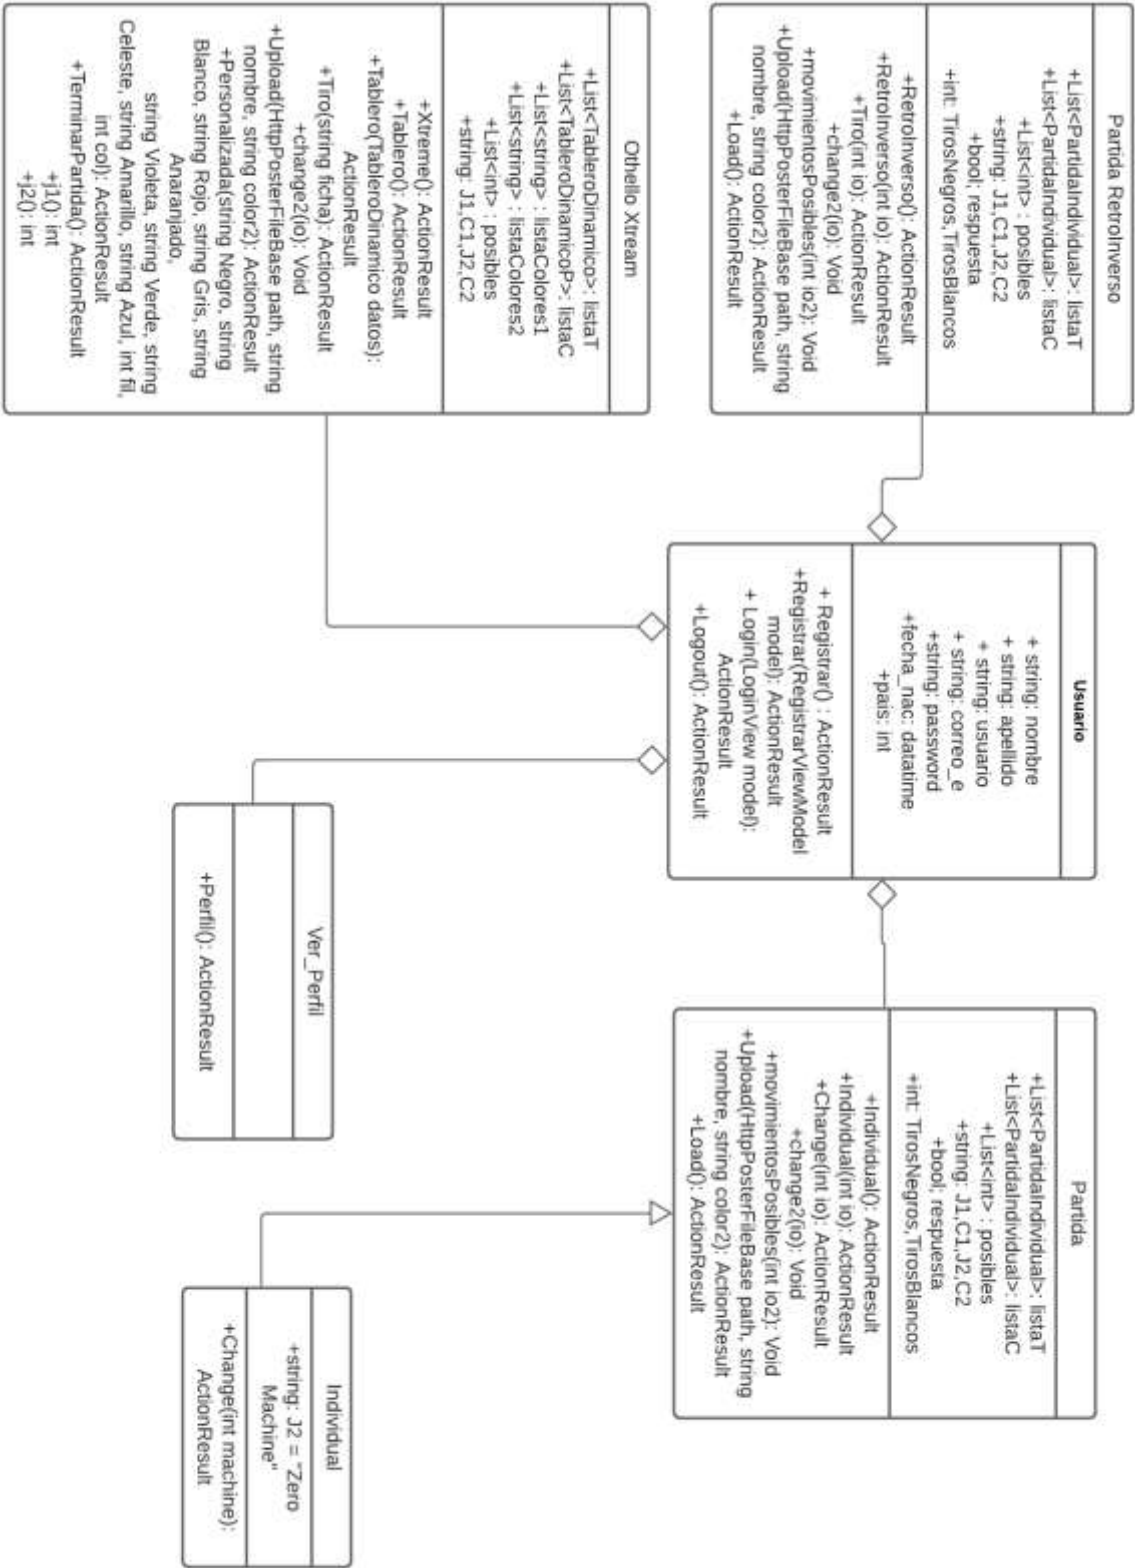 Partida RetroInverso
+List<PartidaIndividual>: listaT
+List<PartidaIndividual>: listaC
+List<int> : posibles
+string: J1,C1,J2,C2
+bool; respuesta
+int: TirosNegros,TirosBlancos
+RetroInverso(): ActionResult
+RetroInverso(int io): ActionResult
+Tiro(int io): ActionResult
+change2(io): Void
+movimientosPosibles(int io2): Void
+Upload(HttpPosterFileBase path, string
nombre, string color2): ActionResult
+Load(): ActionResult
Usuario
+ string: nombre
+ string: apellido
+ string: usuario
+ string: correo_e
+string: password
+fecha_nac: datatime
+pais: int
+ Registrar() : ActionResult
+Registrar(RegistrarViewModel
model): ActionResult
+ Login(LoginView model):
ActionResult
+Logout(): ActionResult
Partida
+List<PartidaIndividual>: listaT
+List<PartidaIndividual>: listaC
+List<int> : posibles
+string: J1,C1,J2,C2
+bool; respuesta
+int: TirosNegros,TirosBlancos
+Individual(): ActionResult
+Individual(int io): ActionResult
+Change(int io): ActionResult
+change2(io): Void
+movimientosPosibles(int io2): Void
+Upload(HttpPosterFileBase path, string
nombre, string color2): ActionResult
+Load(): ActionResult
Othello Xtream
+List<TableroDinamico>: listaT
+List<TableroDinamicoP>: listaC
+List<string> : listaColores1
+List<string> : listaColores2
+List<int> : posibles
+string: J1,C1,J2,C2
+Xtreme(): ActionResult
+Tablero(): ActionResult
+Tablero(TableroDinamico datos):
ActionResult
+Tiro(string ficha): ActionResult
+change2(io): Void
+Upload(HttpPosterFileBase path, string
nombre, string color2): ActionResult
+Personalizada(string Negro, string
Blanco, string Rojo, string Gris, string
Anaranjado,
string Violeta, string Verde, string
Celeste, string Amarillo, string Azul, int fil,
int col): ActionResult
+TerminarPartida(): ActionResult
+j1(): int
+j2(): int
Ver_Perfil
+Perfil(): ActionResult
Individual
+string: J2 = "Zero
Machine"
+Change(int machine):
ActionResult